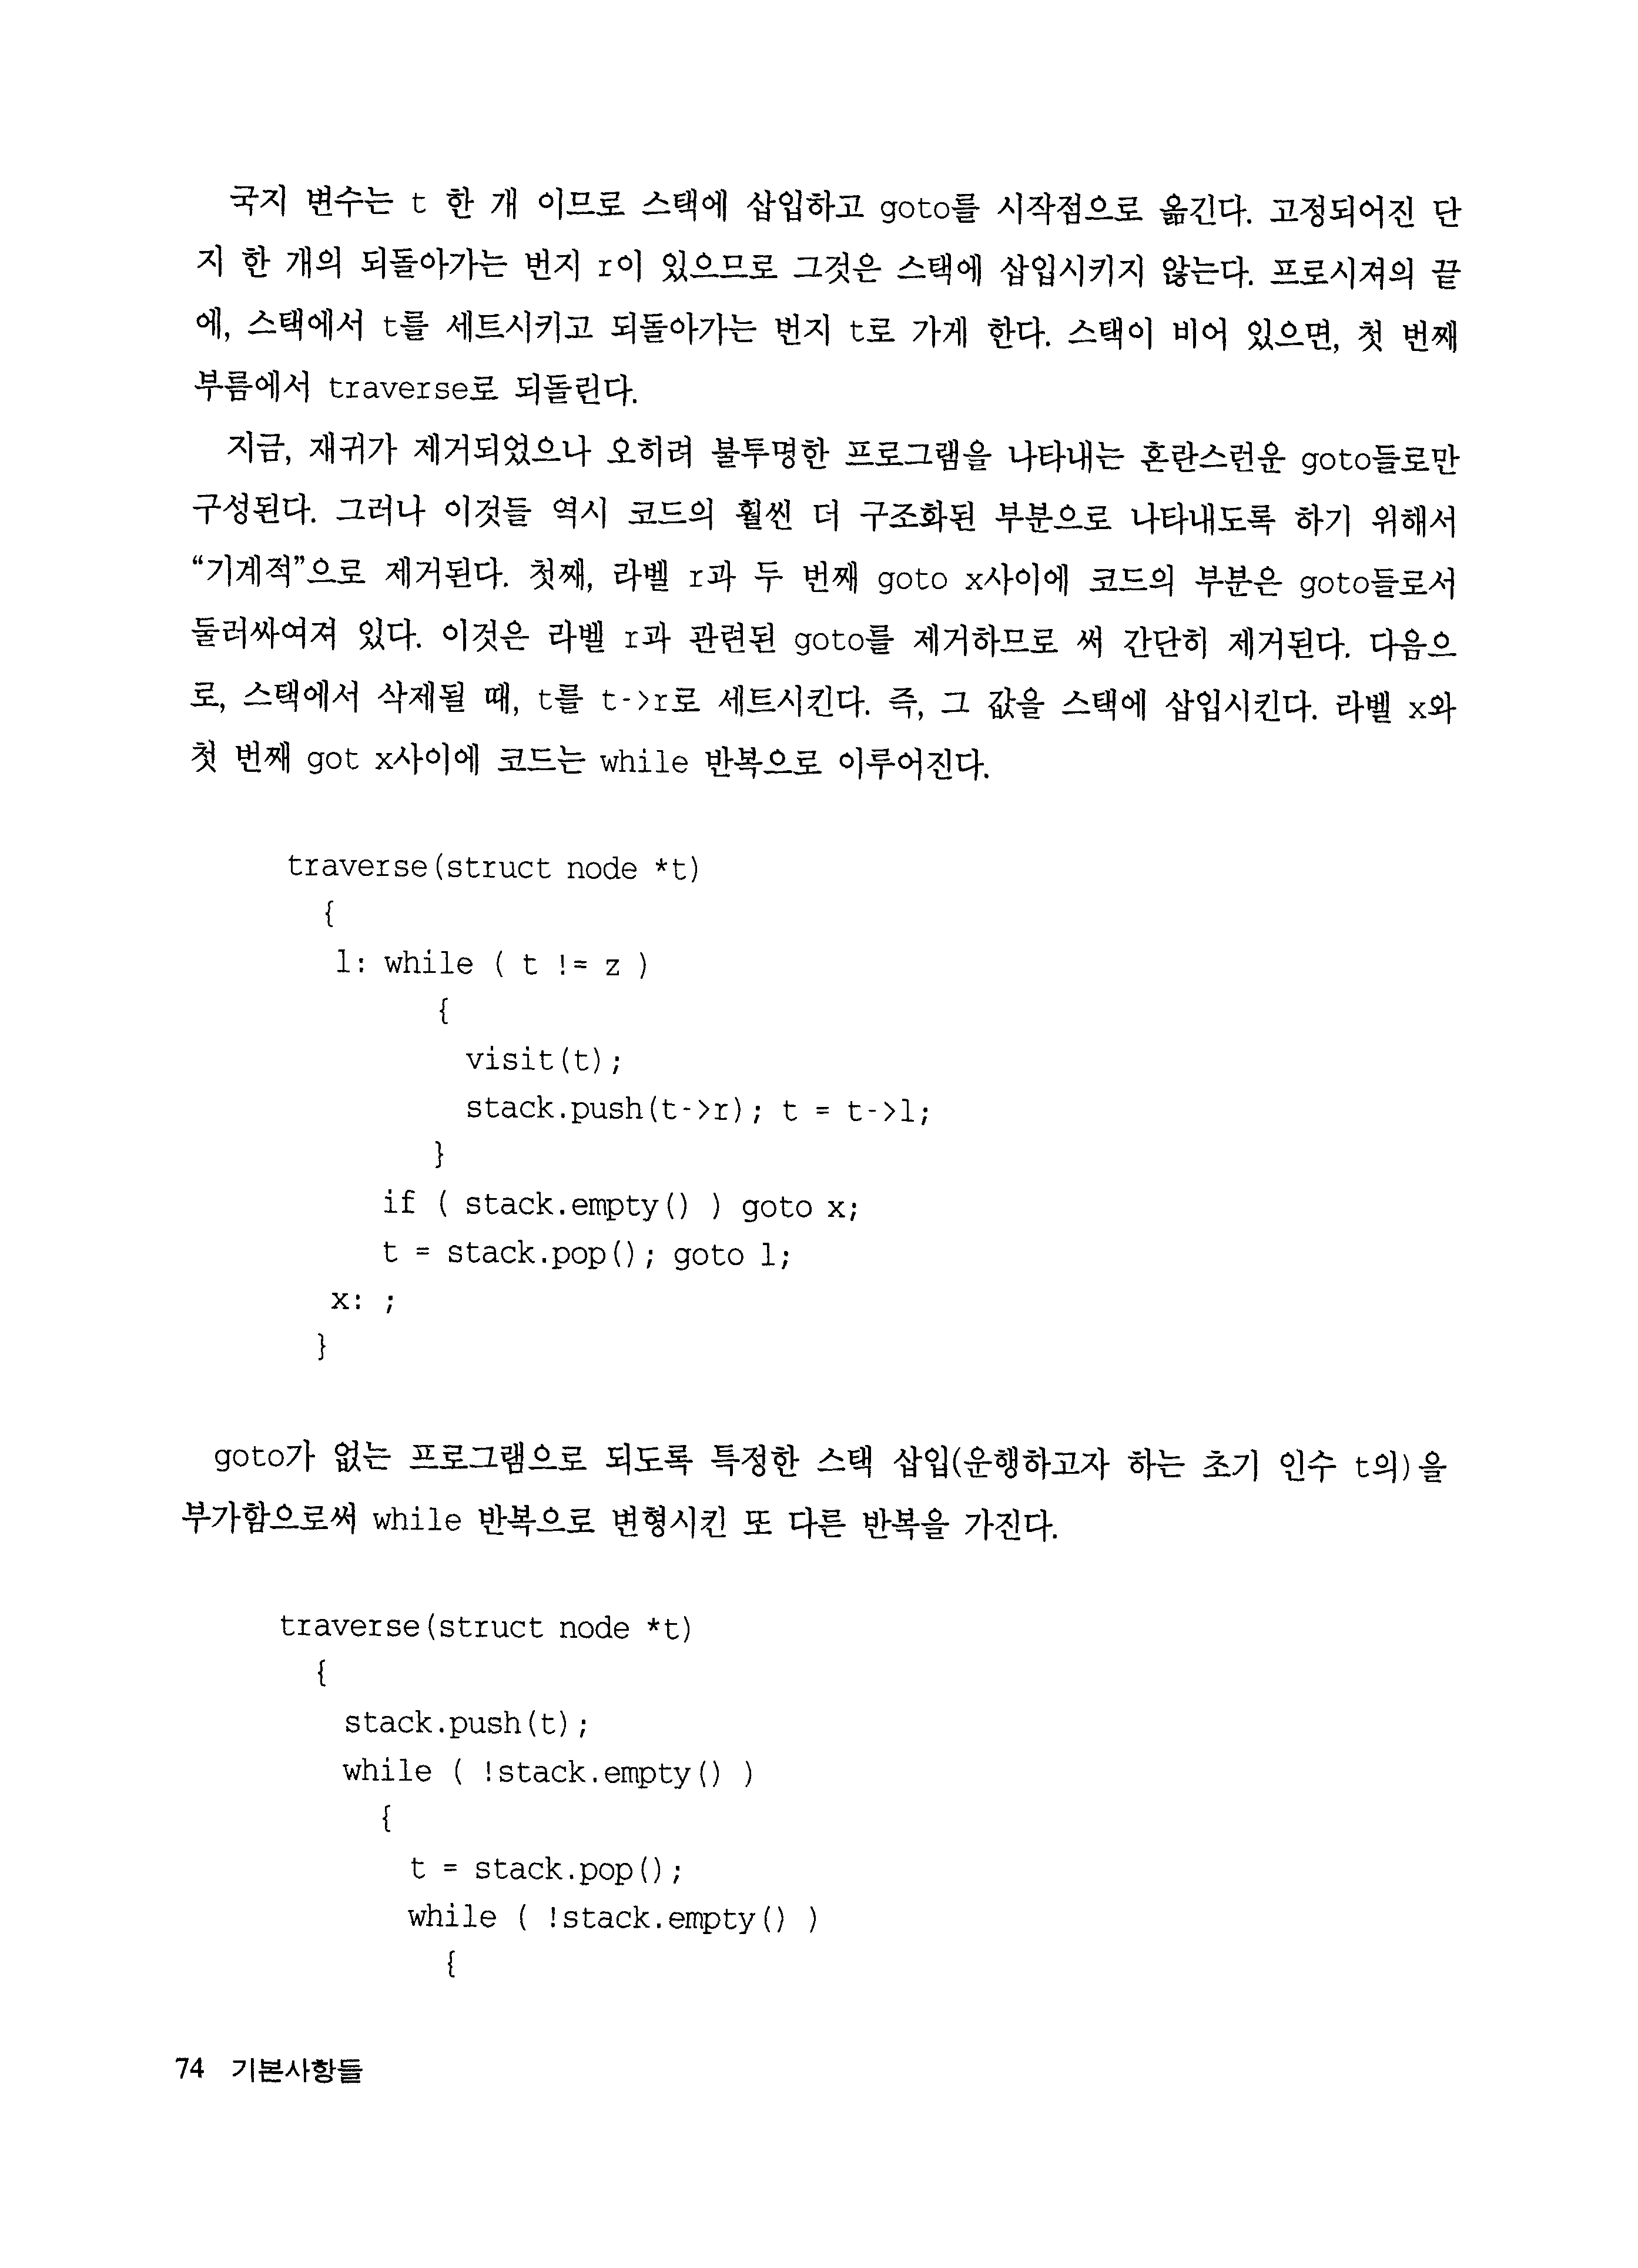 국지 변수는 t 한 개 이므로 스택에 삽입하고 goto를 시작점으로 옮긴다. 고정되어진 단
지 한 개의 되돌아가는 번지 r이 있으므로 그것은 스택에 삽입시키지 않는다. 프로시져의 끝
에, 스택에서 t를 세트시키고 되돌아가는 번지 t로 가게 한다. 스택이 비어 있으면, 첫 번째
부름에서 traverse로 되돌린다.
지금, 재귀가 제거되었으나 오히려 불투명한 프로그램을 나타내는 혼란스런운 goto들로만
구성된다. 그러나 이것들 역시 코드의 훨씬 더 구조화된 부분으로 나타내도록 하기 위해서
“기계적”으로 제거된다. 첫째, 라벨 r과 두 번째 goto x사이에 코드의 부분은 goto들로서
둘러싸여져 있다. 이것은 라벨 r과 관련된 goto를 제거하므로 써 간단히 제거된다. 다음으
로, 스택에서 삭제될 때, t를 t->r로 세트시킨다. 즉, 그 값을 스택에 삽입시킨다. 라벨 x와
첫 번째 got x사이에 코드는 while 반복으로 이루어진다.
traverse(struct node *t)
{
l: while ( t != z )
{
visit(t);
stack.push(t->r); t = t->l;
}
if ( stack.empty() ) goto x;
t = stack.pop(); goto l;
x: ;
}
goto가 없는 프로그램으로 되도록 특정한 스택 삽입(운행하고자 하는 초기 인수 t의)을
부가함으로써 while 반복으로 변형시킨 또 다른 반복을 가진다.
traverse(struct node *t)
{
stack.push(t);
while ( !stack.empty() )
{
t = stack.pop();
while ( !stack.empty() )
{
74 기본사항들